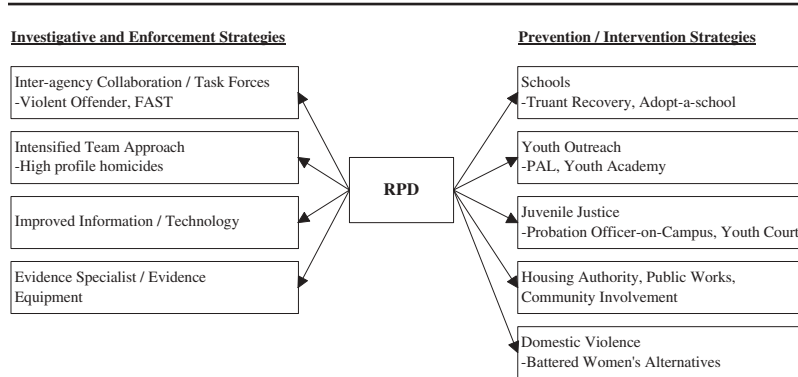 Investigative and Enforcement Strategies
Inter-agency Collaboration / Task Forces
-Violent Offender, FAST
Intensified Team Approach
-High profile homicides
Improved Information / Technology
Evidence Specialist / Evidence
Equipment
RPD
Prevention / Intervention Strategies
Schools
-Truant Recovery, Adopt-a-school
Youth Outreach
-PAL, Youth Academy
Juvenile Justice
-Probation Officer-on-Campus, Youth Court
Housing Authority, Public Works,
Community Involvement
Domestic Violence
-Battered Women's Alternatives